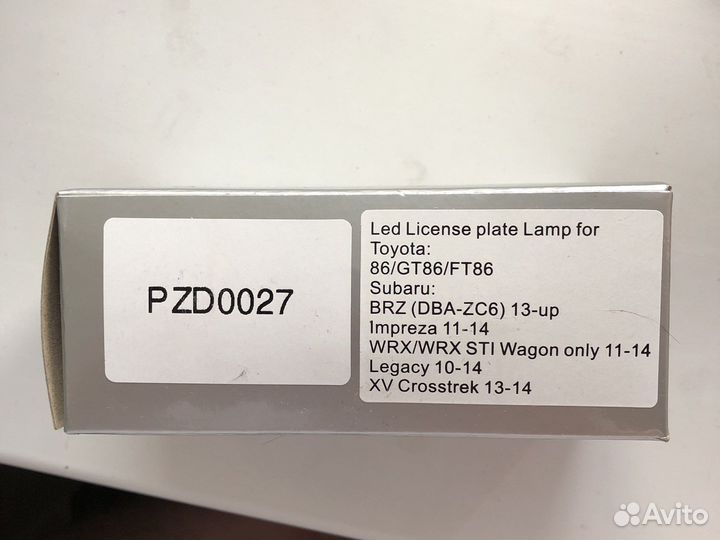 PZD0027
Led License plate Lamp for
Toyota:
86/GT86/FT86
Subaru:
BRZ (DBA-ZC6) 13-up
Impreza 11-14
WRX/WRX STI Wagon only 11-14
Legacy 10-14
XV Crosstrek 13-14
Avito